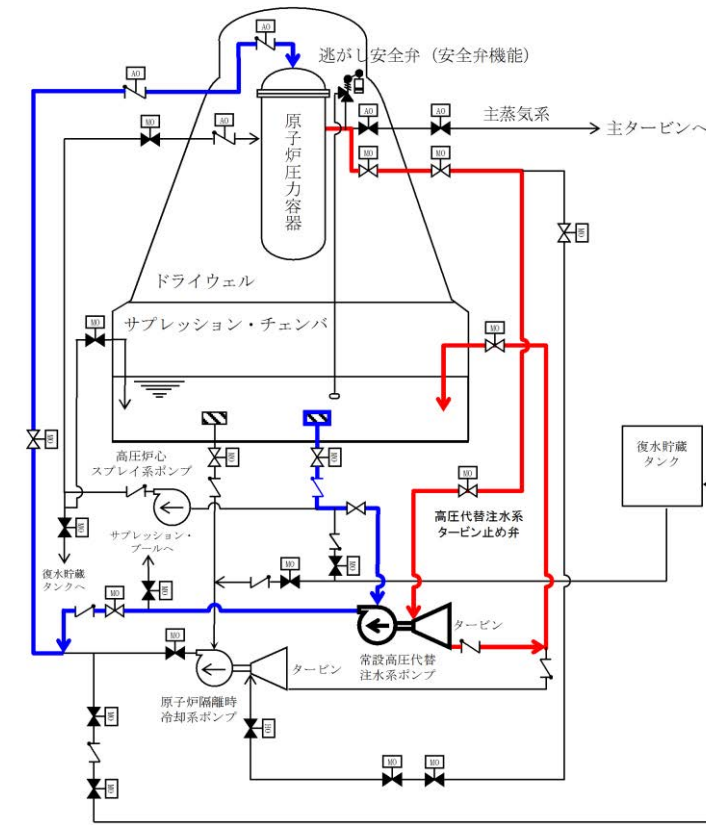 AO
AO
逃がし安全弁（安全弁機能）
MO
AO
原子炉圧力容器
AO
AO
主蒸気系
主タービンへ
MO
MO
MO
ドライウェル
サプレッション・チェンバ
MO
MO
MO
高圧炉心
スプレイ系ポンプ
MO
MO
MO
復水貯蔵
タンク
高圧代替注水系
タービン止め弁
MO
サプレッション・
プールへ
復水貯蔵
タンクへ
MO
MO
MO
MO
MO
タービン
常設高圧代替
注水系ポンプ
MO
タービン
原子炉隔離時
冷却系ポンプ
MO
HO
MO
MO
MO